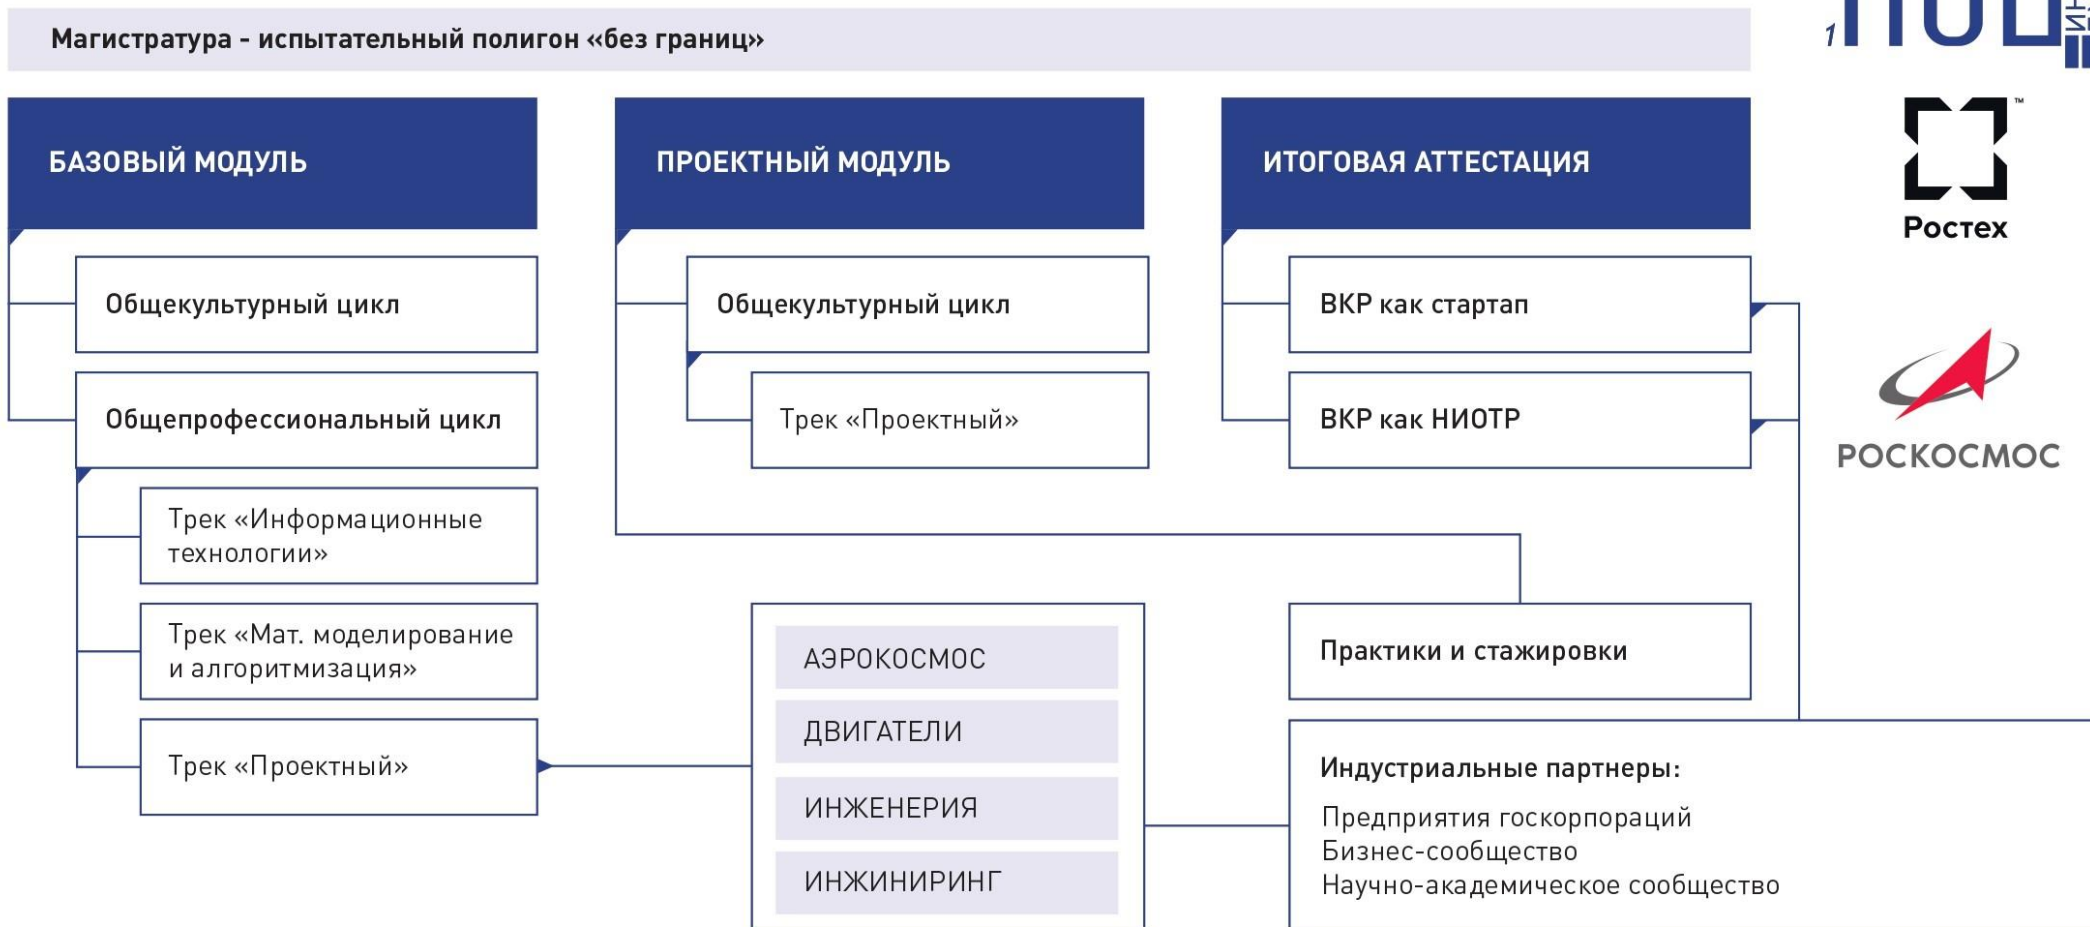 Магистратура - испытательный полигон «без границ»
БАЗОВЫЙ МОДУЛЬ
Общекультурный цикл
Общепрофессиональный цикл
Трек «Информационные
технологии»
Трек «Мат. моделирование
и алгоритмизация»
Трек «Проектный»
ПРОЕКТНЫЙ МОДУЛЬ
Общекультурный цикл
Трек «Проектный»
АЭРОКОСМОС
ДВИГАТЕЛИ
ИНЖЕНЕРИЯ
ИНЖИНИРИНГ
ИТОГОВАЯ АТТЕСТАЦИЯ
ВКР как стартап
ВКР как НИОТР
Практики и стажировки
Индустриальные партнеры:
Предприятия госкорпораций
Бизнес-сообщество
Научно-академическое сообщество
1
TM
Ростех
РОСКОСМОС